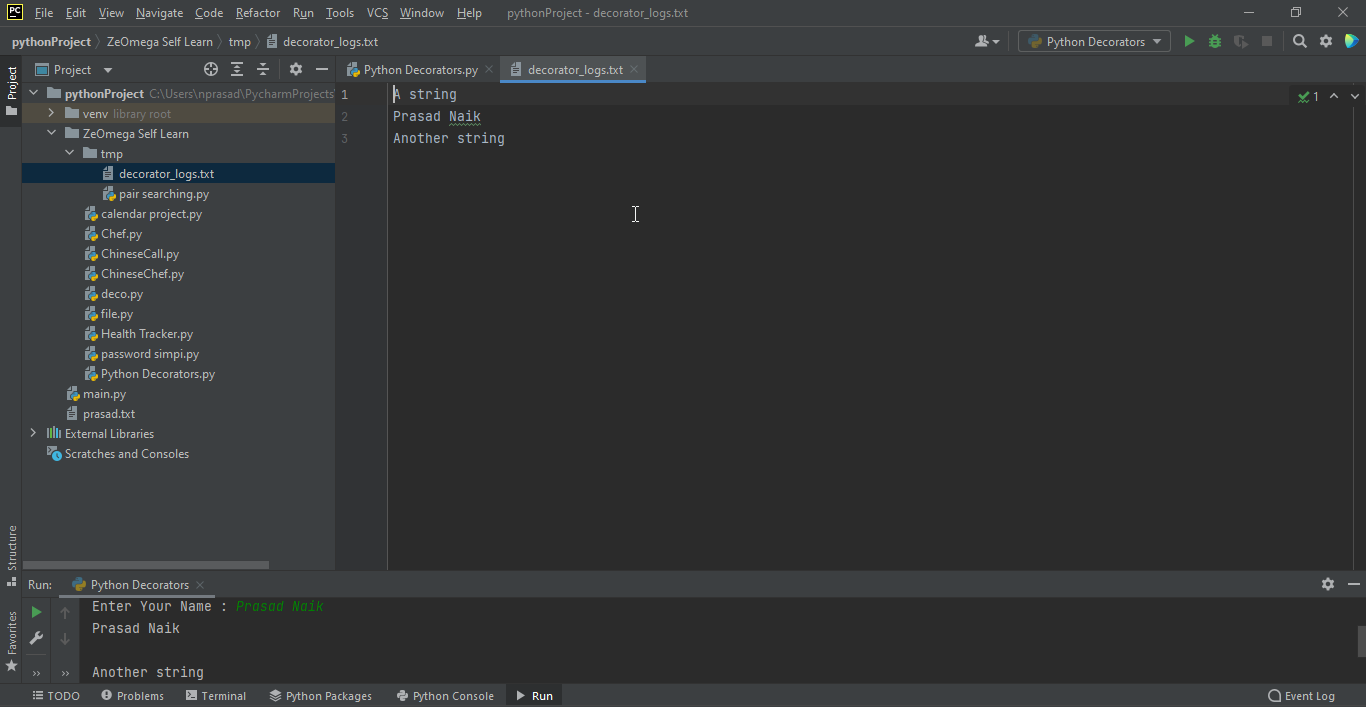 PC File Edit View Navigate Code Refactor Run Tools VCS Window Help pythonProject - decorator_logs.txt
pythonProject ZeOmega Self Learn tmp decorator_logs.txt Python Decorators
Project Project Python Decorators.py decorator_logs.txt
pythonProject C:\Users\nprasad\PycharmProjects
venv library root
ZeOmega Self Learn
tmp
decorator_logs.txt
pair searching.py
calendar project.py
Chef.py
ChineseCall.py
ChineseChef.py
deco.py
file.py
Health Tracker.py
password simpi.py
Python Decorators.py
main.py
prasad.txt
External Libraries
Scratches and Consoles
1 A string 1
2 Prasad Naik
3 Another string
Structure
Favorites
Run: Python Decorators
Enter Your Name : Prasad Naik
Prasad Naik
Another string
TODO Problems Terminal Python Packages Python Console Run Event Log